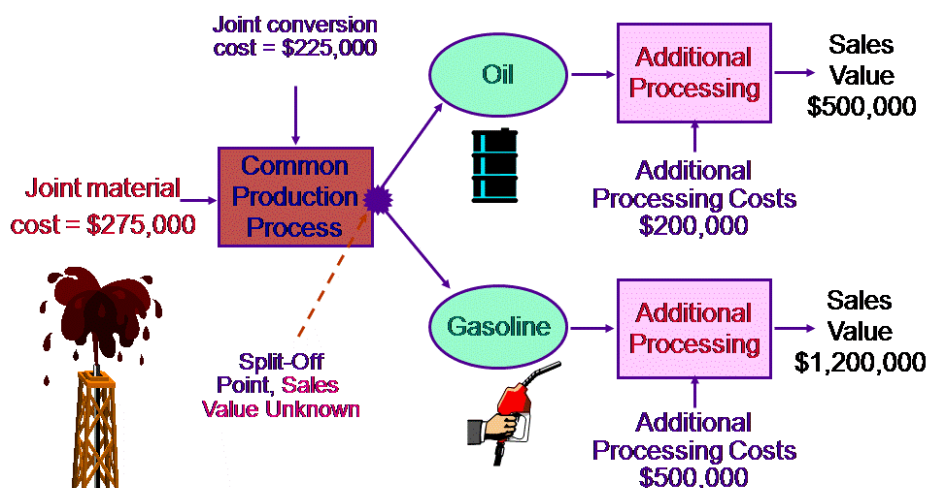 Joint conversion
cost = $225,000
Oil
Additional
Processing
Sales
Value
$500,000
Common
Production
Process
Joint material
cost = $275,000
Additional
Processing Costs
$200,000
Gasoline
Additional
Processing
Sales
Value
$1,200,000
Split-Off
Point, Sales
Value Unknown
Additional
Processing Costs
$500,000